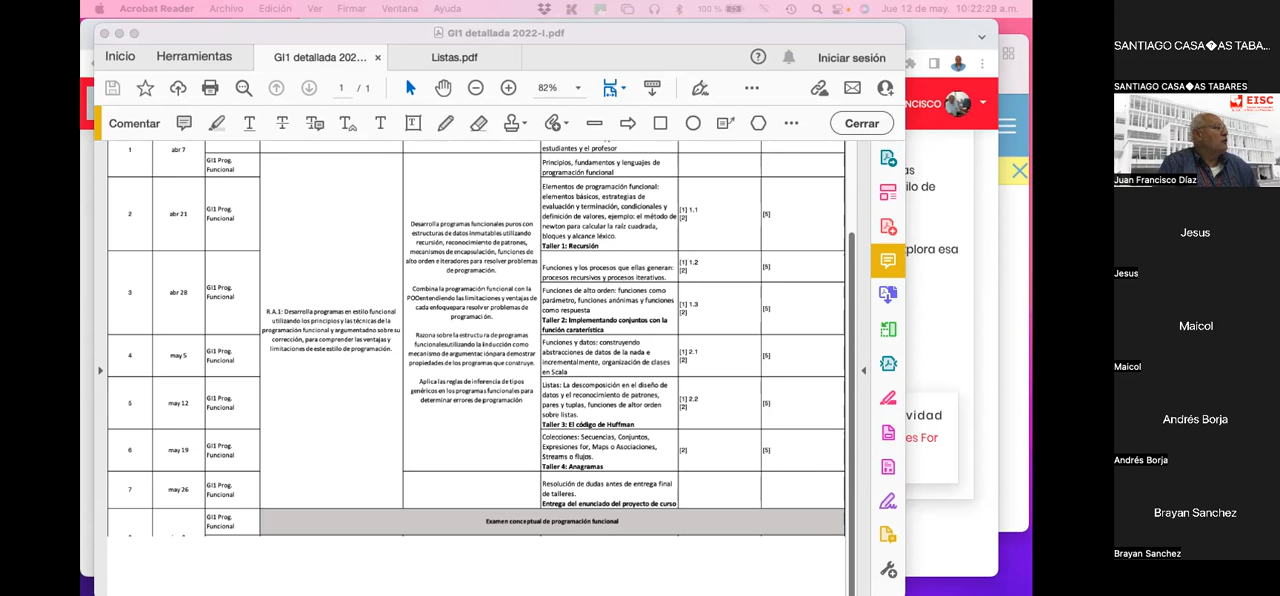 Acrobat Reader Archivo Edición Ver Firmar Ventana Ayuda 100 % Jue 12 de may. 10:22:29 a.m.
GI1 detallada 2022-I.pdf
Inicio Herramientas GI1 detallada 202... × Listas.pdf Iniciar sesión
1 / 1 82%
Comentar Cerrar
NCISCO
1 abr 7 GI1 Prog. Funcional
estudiantes y el profesor
Principios, fundamentos y lenguajes de
programación funcional
2 abr 21 GI1 Prog. Funcional
Elementos de programación funcional:
elementos básicos, estrategias de
evaluación y terminación, condicionales y
definición de valores, ejemplo: el método de
newton para calcular la raíz cuadrada,
bloques y alcance léxico.
Taller 1: Recursión
[1] 1.1
[2]
[5]
3 abr 28 GI1 Prog. Funcional
Funciones y los procesos que ellas generan:
procesos recursivos y procesos iterativos.
[1] 1.2
[2]
[5]
Funciones de alto orden: funciones como
parámetro, funciones anónimas y funciones
como respuesta
Taller 2: Implementando conjuntos con la
función caraterística
[1] 1.3
[2]
[5]
4 may 5 GI1 Prog. Funcional
Funciones y datos: construyendo
abstracciones de datos de la nada e
incrementalmente, organización de clases
en Scala
[1] 2.1
[2]
[5]
5 may 12 GI1 Prog. Funcional
Listas: La descomposición en el diseño de
datos y el reconocimiento de patrones,
pares y tuplas, funciones de altor orden
sobre listas.
Taller 3: El código de Huffman
[1] 2.2
[2]
[5]
6 may 19 GI1 Prog. Funcional
Colecciones: Secuencias, Conjuntos,
Expresiones for, Maps o Asociaciones,
Streams o flujos.
Taller 4: Anagramas
[2]
[5]
7 may 26 GI1 Prog. Funcional
Resolución de dudas antes de entrega final
de talleres.
Entrega del enunciado del proyecto de curso
GI1 Prog. Funcional
Examen conceptual de programación funcional
R.A.1: Desarrolla programas en estilo funcional
utilizando los principios y las técnicas de la
programación funcional y argumentadno sobre su
corrección, para comprender las ventajas y
limitaciones de este estilo de programación.
Desarrolla programas funcionales puros con
estructuras de datos inmutables utilizando
recursión, reconocimiento de patrones,
mecanismos de encapsulación, funciones de
alto orden e iteradores para resolver problemas
de programación.
Combina la programación funcional con la
POOentendiendo las limitaciones y ventajas de
cada enfoquepara resolver problemas de
programación.
Razona sobre la estructura de programas
funcionalesutilizando la inducción como
mecanismo de argumentaciónpara demostrar
propiedades de los programas que construye.
Aplica las reglas de inferencia de tipos
genéricos en los programas funcionales para
determinar errores de programación
as
ilo de
xplora esa
vidad
es For
SANTIAGO CASA�AS TABA...
SANTIAGO CASA�AS TABARES
EISC
Juan Francisco Díaz
Jesus
Jesus
Maicol
Maicol
Andrés Borja
Andrés Borja
Brayan Sanchez
Brayan Sanchez